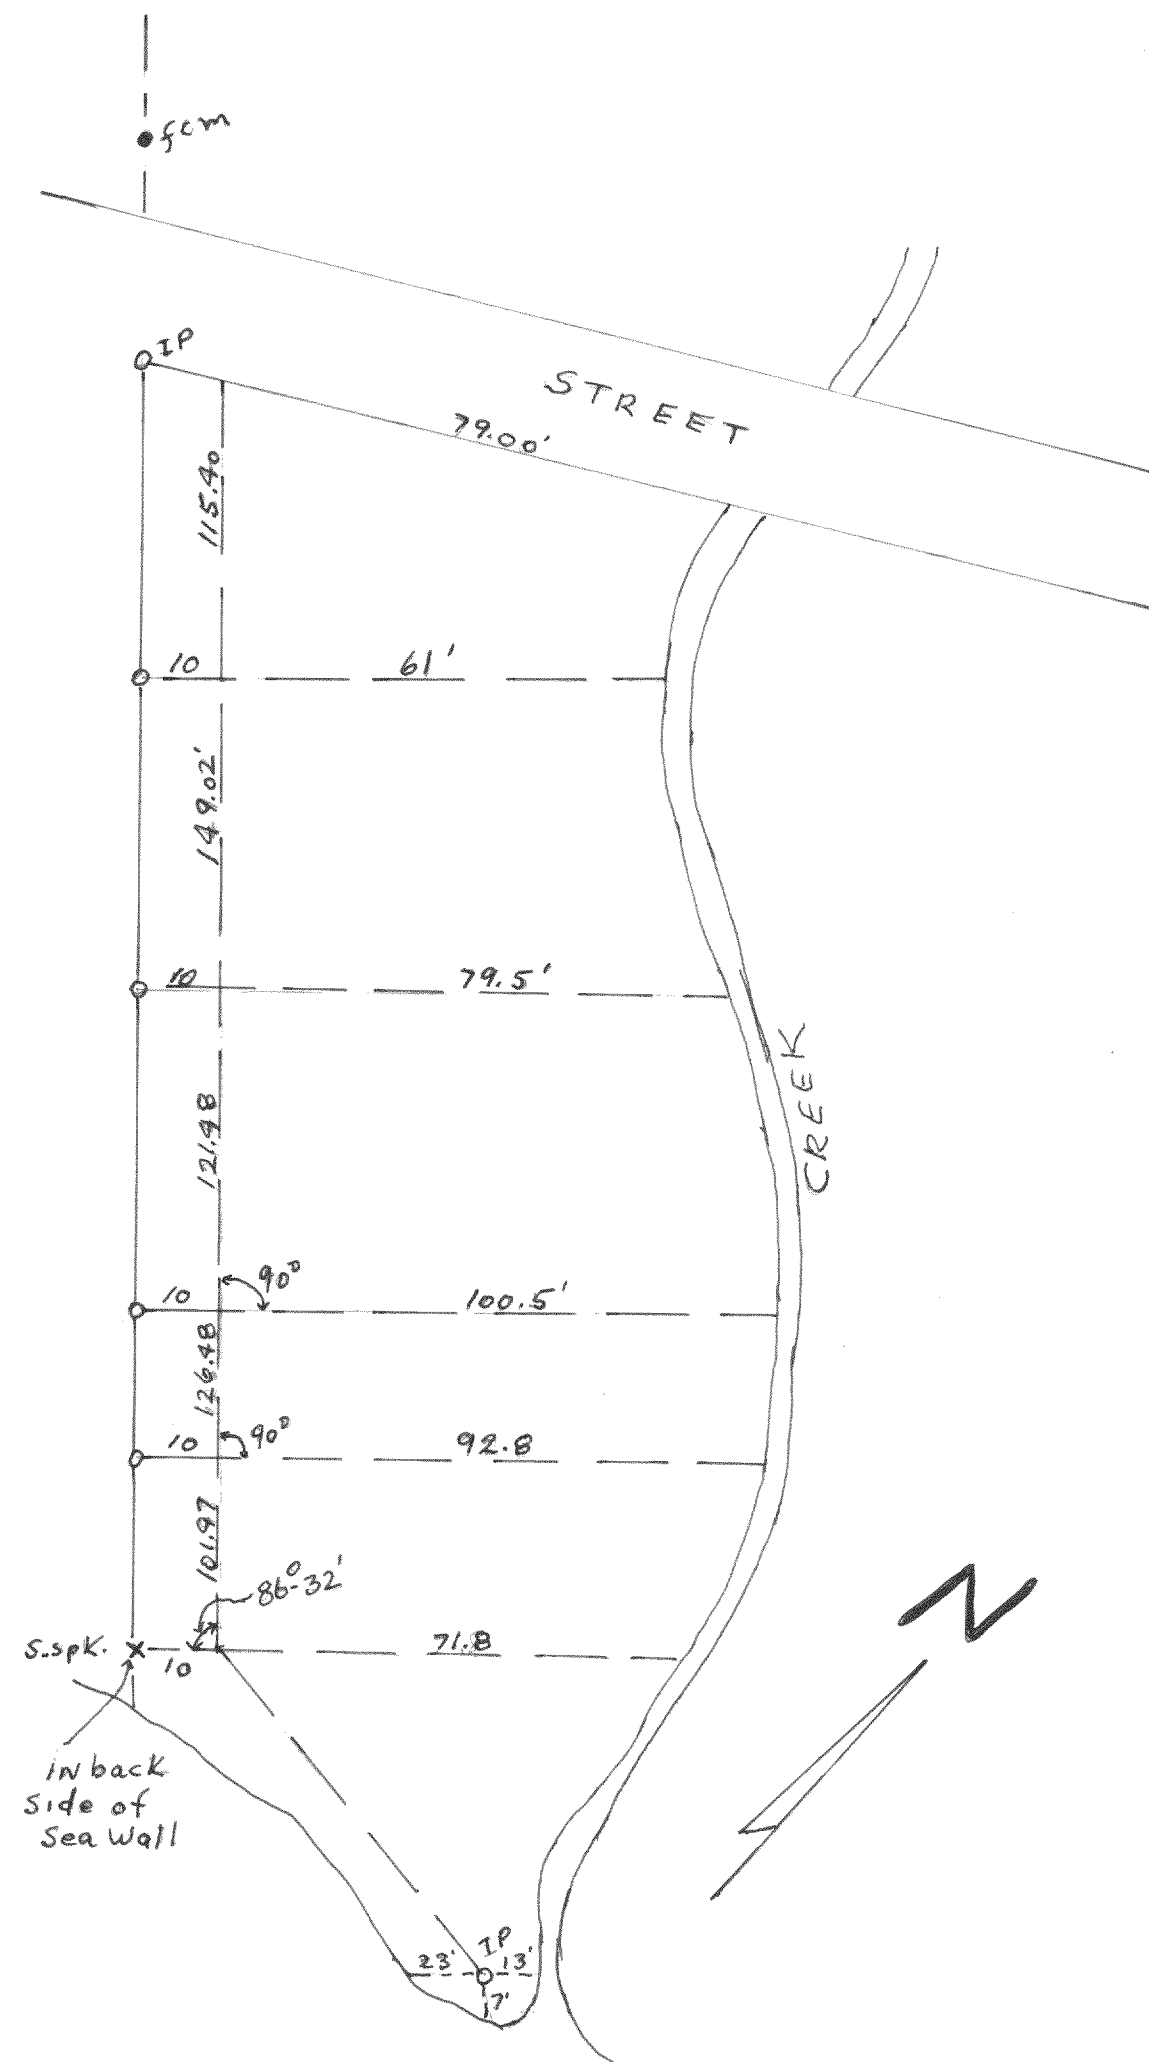 fcm
IP
STREET
79.00'
115.40
10
61'
149.02'
10
79.5'
CREEK
121.48
90°
10
100.5'
126.48
90°
10
92.8
101.97
86°-32'
S.spk.
10
71.8
N
in back
side of
Sea Wall
IP
23'
13'
7'